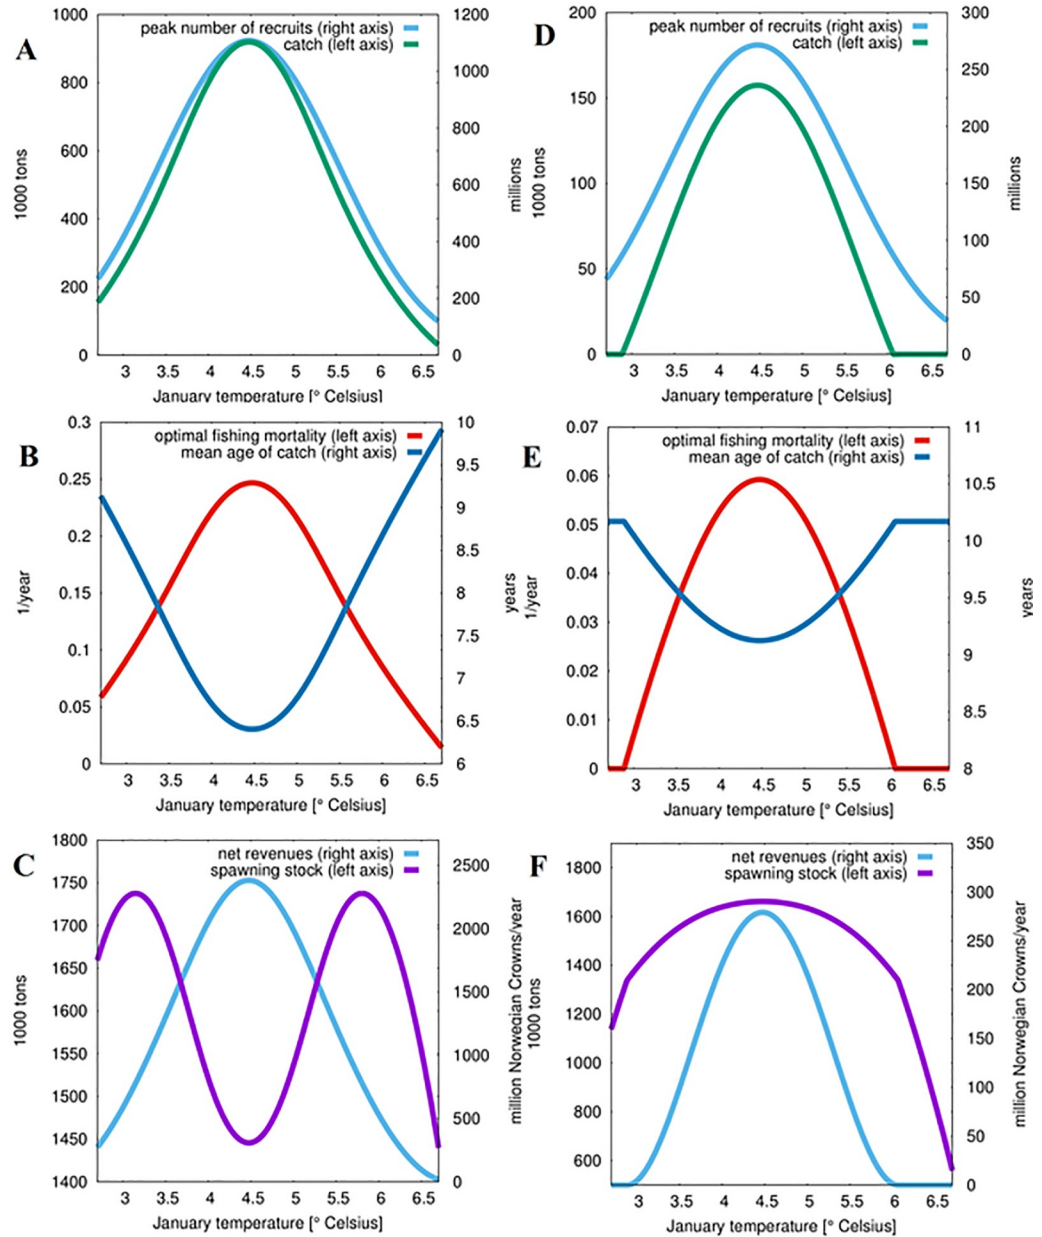 A
peak number of recruits (right axis)
catch (left axis)
1000
800
600
400
200
0
1200
1000
800
600
400
200
0
1000 tons
millions
3 3.5 4 4.5 5 5.5 6 6.5
January temperature [° Celsius]
D
peak number of recruits (right axis)
catch (left axis)
200
150
100
50
0
300
250
200
150
100
50
0
1000 tons
millions
3 3.5 4 4.5 5 5.5 6 6.5
January temperature [° Celsius]
B
optimal fishing mortality (left axis)
mean age of catch (right axis)
0.3
0.25
0.2
0.15
0.1
0.05
0
10
9.5
9
8.5
8
7.5
7
6.5
6
1/year
years
3 3.5 4 4.5 5 5.5 6 6.5
January temperature [° Celsius]
E
optimal fishing mortality (left axis)
mean age of catch (right axis)
0.07
0.06
0.05
0.04
0.03
0.02
0.01
0
11
10.5
10
9.5
9
8.5
8
1/year
years
3 3.5 4 4.5 5 5.5 6 6.5
January temperature [° Celsius]
C
net revenues (right axis)
spawning stock (left axis)
1800
1750
1700
1650
1600
1550
1500
1450
1400
2500
2000
1500
1000
500
0
1000 tons
million Norwegian Crowns/year
3 3.5 4 4.5 5 5.5 6 6.5
January temperature [° Celsius]
F
net revenues (right axis)
spawning stock (left axis)
1800
1600
1400
1200
1000
800
600
350
300
250
200
150
100
50
0
1000 tons
million Norwegian Crowns/year
3 3.5 4 4.5 5 5.5 6 6.5
January temperature [° Celsius]